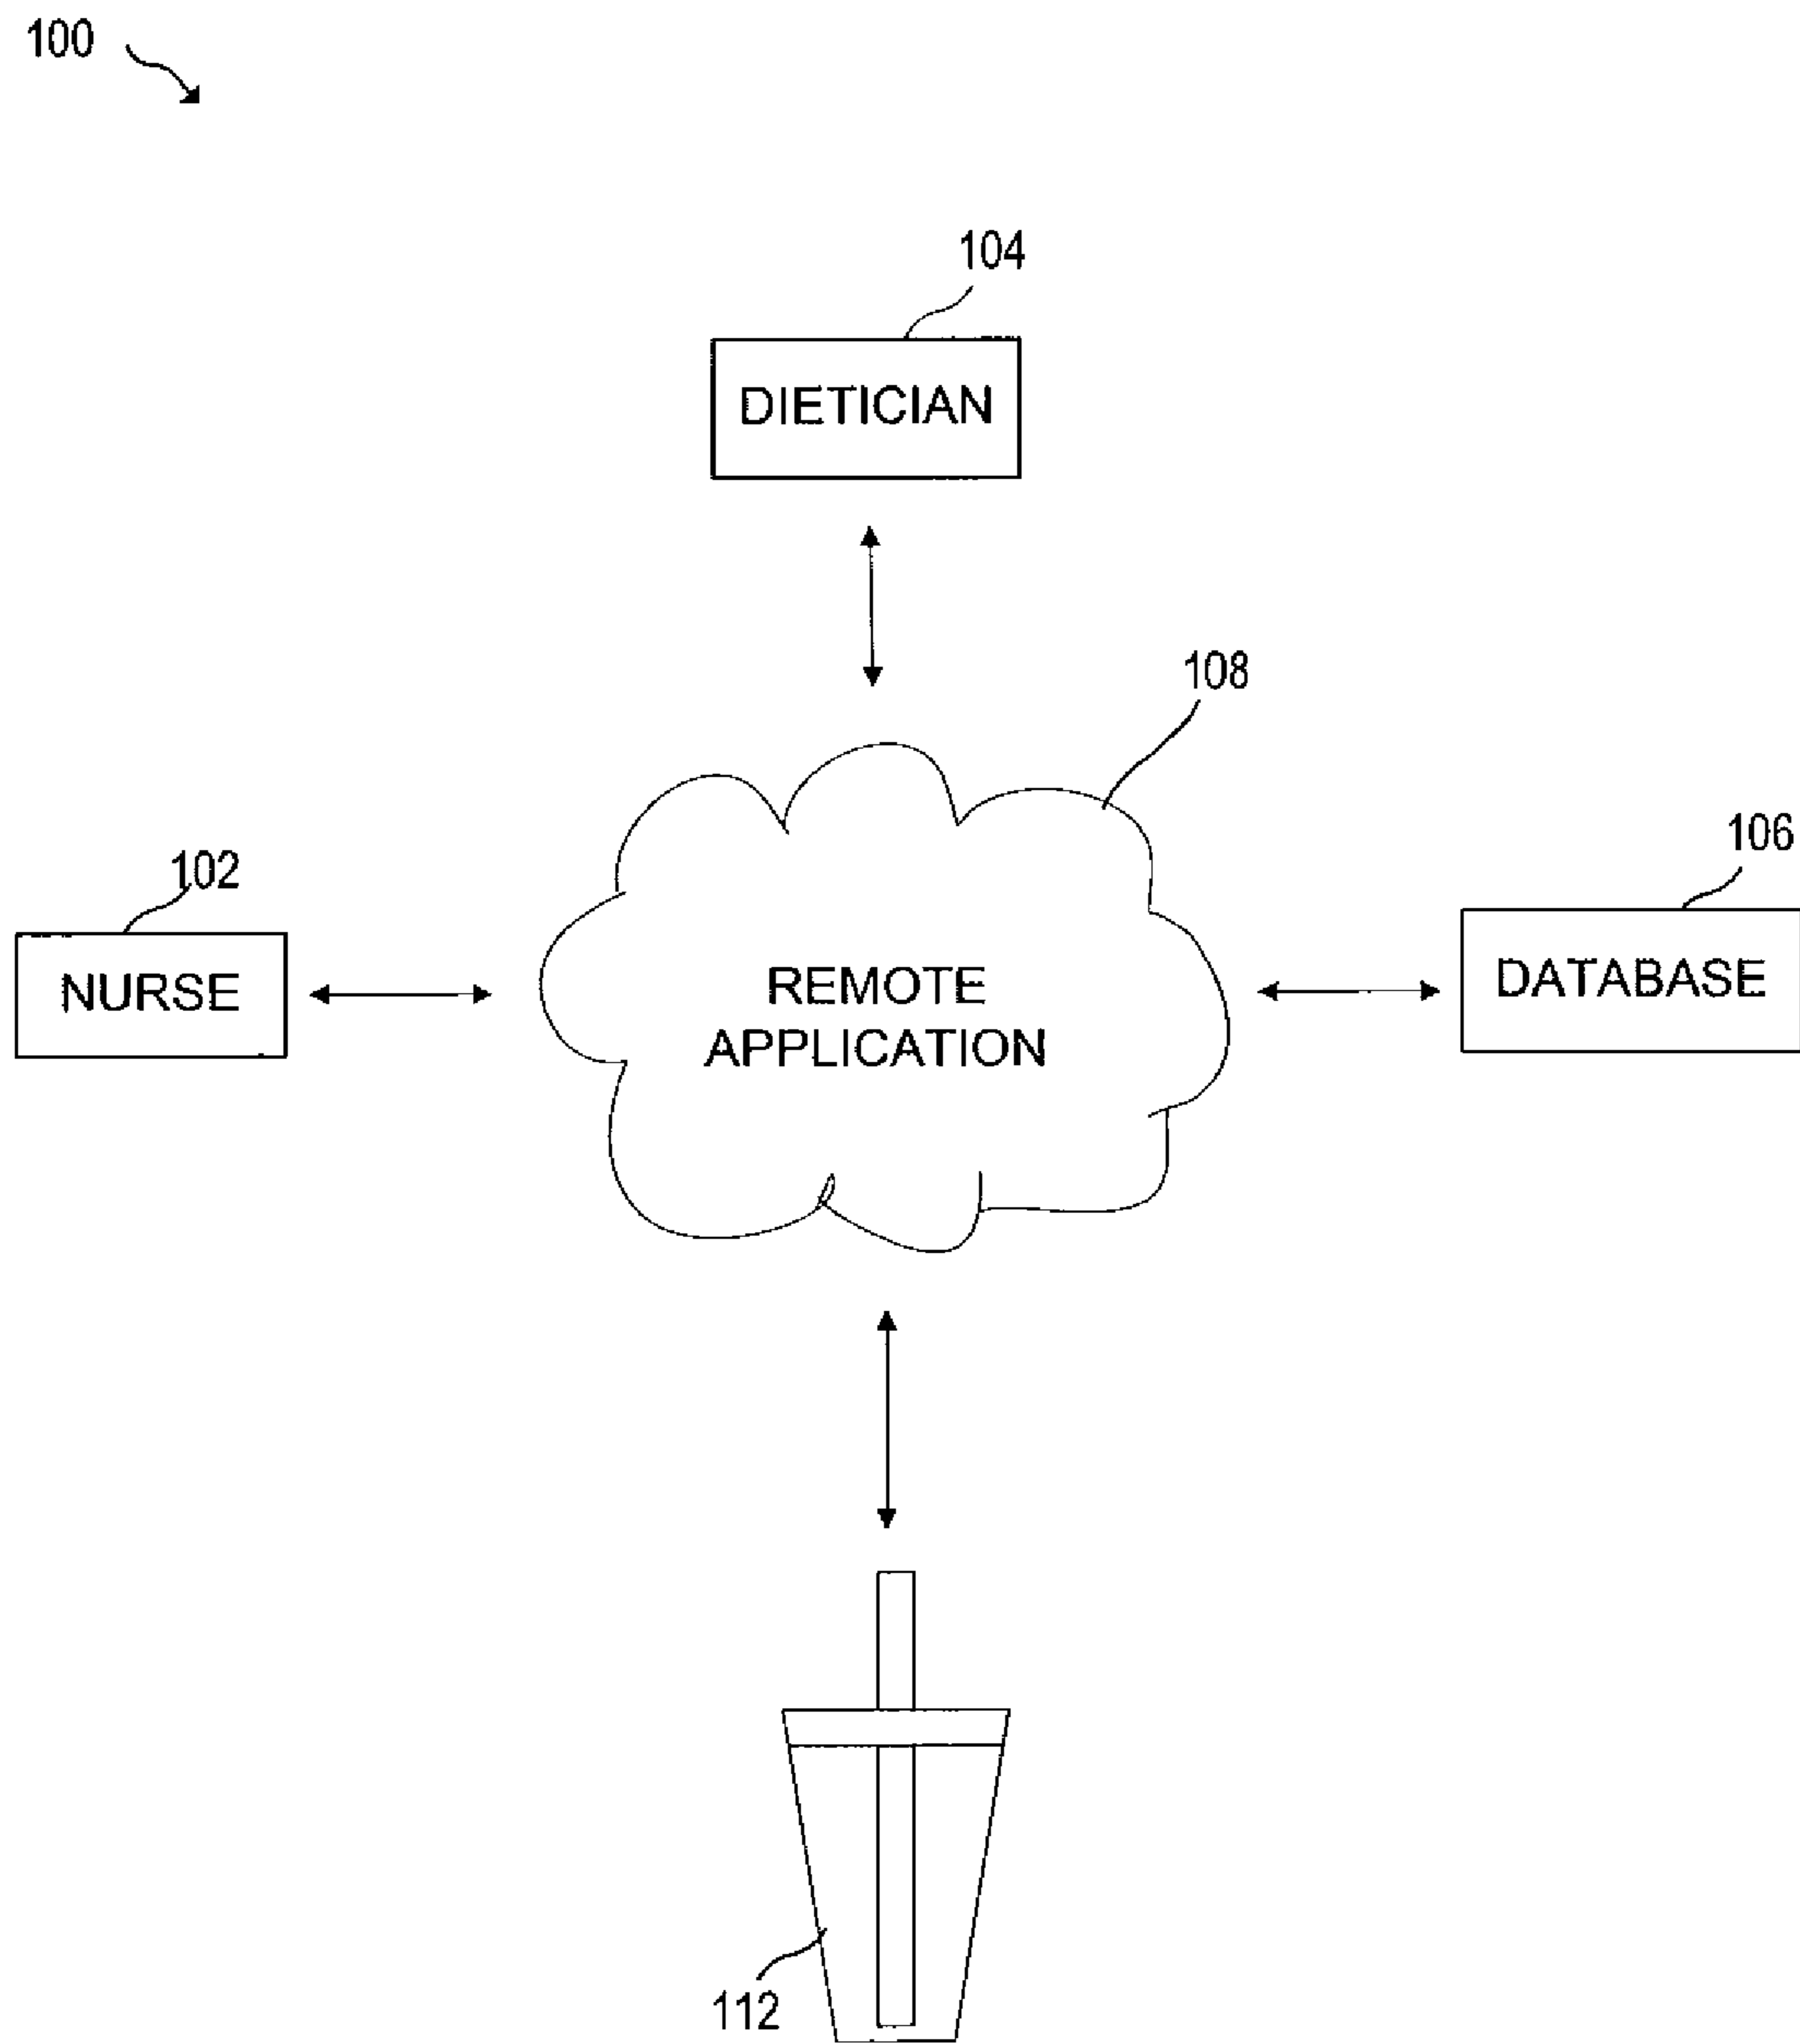 100
104
DIETICIAN
108
106
102
NURSE
REMOTE
APPLICATION
DATABASE
112